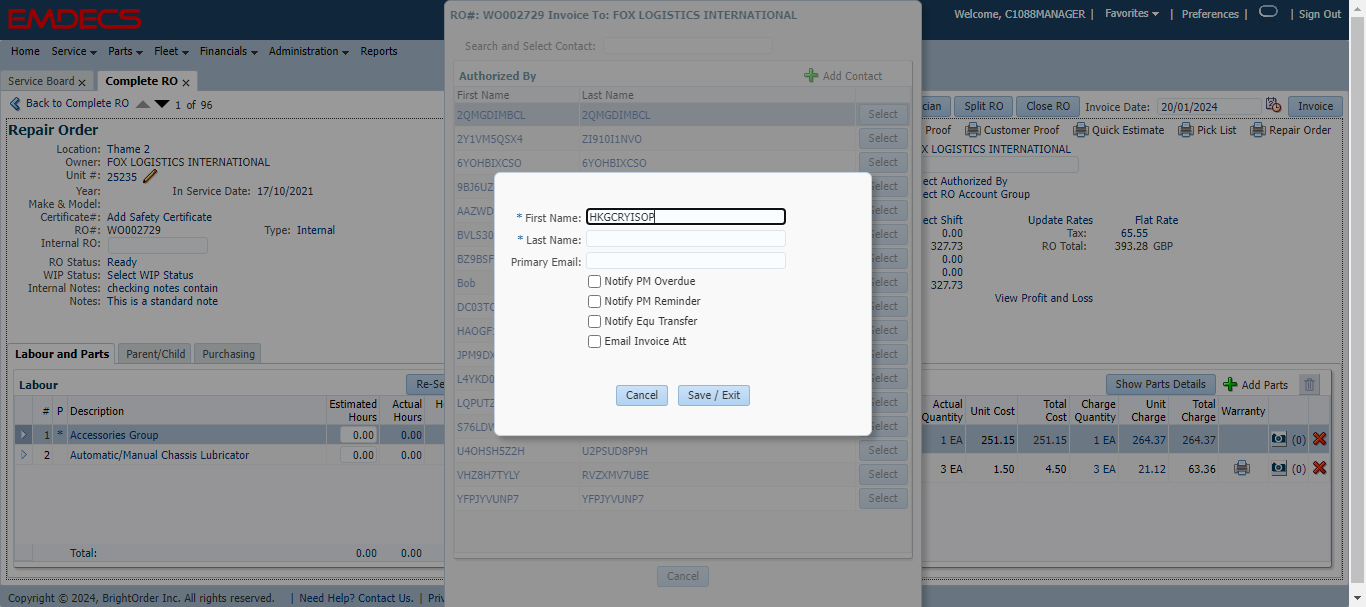 EMDECS
Welcome, C1088MANAGER | Favorites | Preferences | | Sign Out
Home Service Parts Fleet Financials Administration Reports
Service Board x Complete RO x
Back to Complete RO 1 of 96
Repair Order
Location: Thame 2
Owner: FOX LOGISTICS INTERNATIONAL
Unit #: 25235
Year: In Service Date: 17/10/2021
Make & Model:
Certificate#: Add Safety Certificate
RO#: WO002729 Type: Internal
Internal RO:
RO Status: Ready
WIP Status: Select WIP Status
Internal Notes: checking notes contain
Notes: This is a standard note
Labour and Parts Parent/Child Purchasing
Labour Re-Se
# P Description Estimated Hours Actual Hours H
1 * Accessories Group 0.00 0.00
2 Automatic/Manual Chassis Lubricator 0.00 0.00
Total: 0.00 0.00
RO#: WO002729 Invoice To: FOX LOGISTICS INTERNATIONAL
Search and Select Contact:
Authorized By Add Contact
First Name Last Name
2QMGDIMBCL 2QMGDIMBCL Select
2Y1VM5QSX4 ZI910I1NVO Select
6YOHBIXCSO 6YOHBIXCSO Select
9BJ6UZ elect
AAZWD elect
BVLS30 elect
BZ9BSF elect
Bob elect
DC03TC elect
HAOGF elect
JPM9DX elect
L4YKD0 elect
LQPUTZ elect
S76LDW elect
U4OHSH5Z2H U2PSUD8P9H Select
VHZ8H7TYLY RVZXMV7UBE Select
YFPJYVUNP7 YFPJYVUNP7 Select
Cancel
* First Name: HKGCRYISOP
* Last Name:
Primary Email:
Notify PM Overdue
Notify PM Reminder
Notify Equ Transfer
Email Invoice Att
Cancel Save / Exit
cian Split RO Close RO Invoice Date: 20/01/2024 Invoice
Proof Customer Proof Quick Estimate Pick List Repair Order
X LOGISTICS INTERNATIONAL
ect Authorized By
ect RO Account Group
ect Shift Update Rates Flat Rate
0.00 Tax: 65.55
327.73 RO Total: 393.28 GBP
0.00
0.00
327.73
View Profit and Loss
Show Parts Details Add Parts
Actual Quantity Unit Cost Total Cost Charge Quantity Unit Charge Total Charge Warranty
1 EA 251.15 251.15 1 EA 264.37 264.37 (0)
3 EA 1.50 4.50 3 EA 21.12 63.36 (0)
Copyright © 2024, BrightOrder Inc. All rights reserved. | Need Help? Contact Us. | Priv